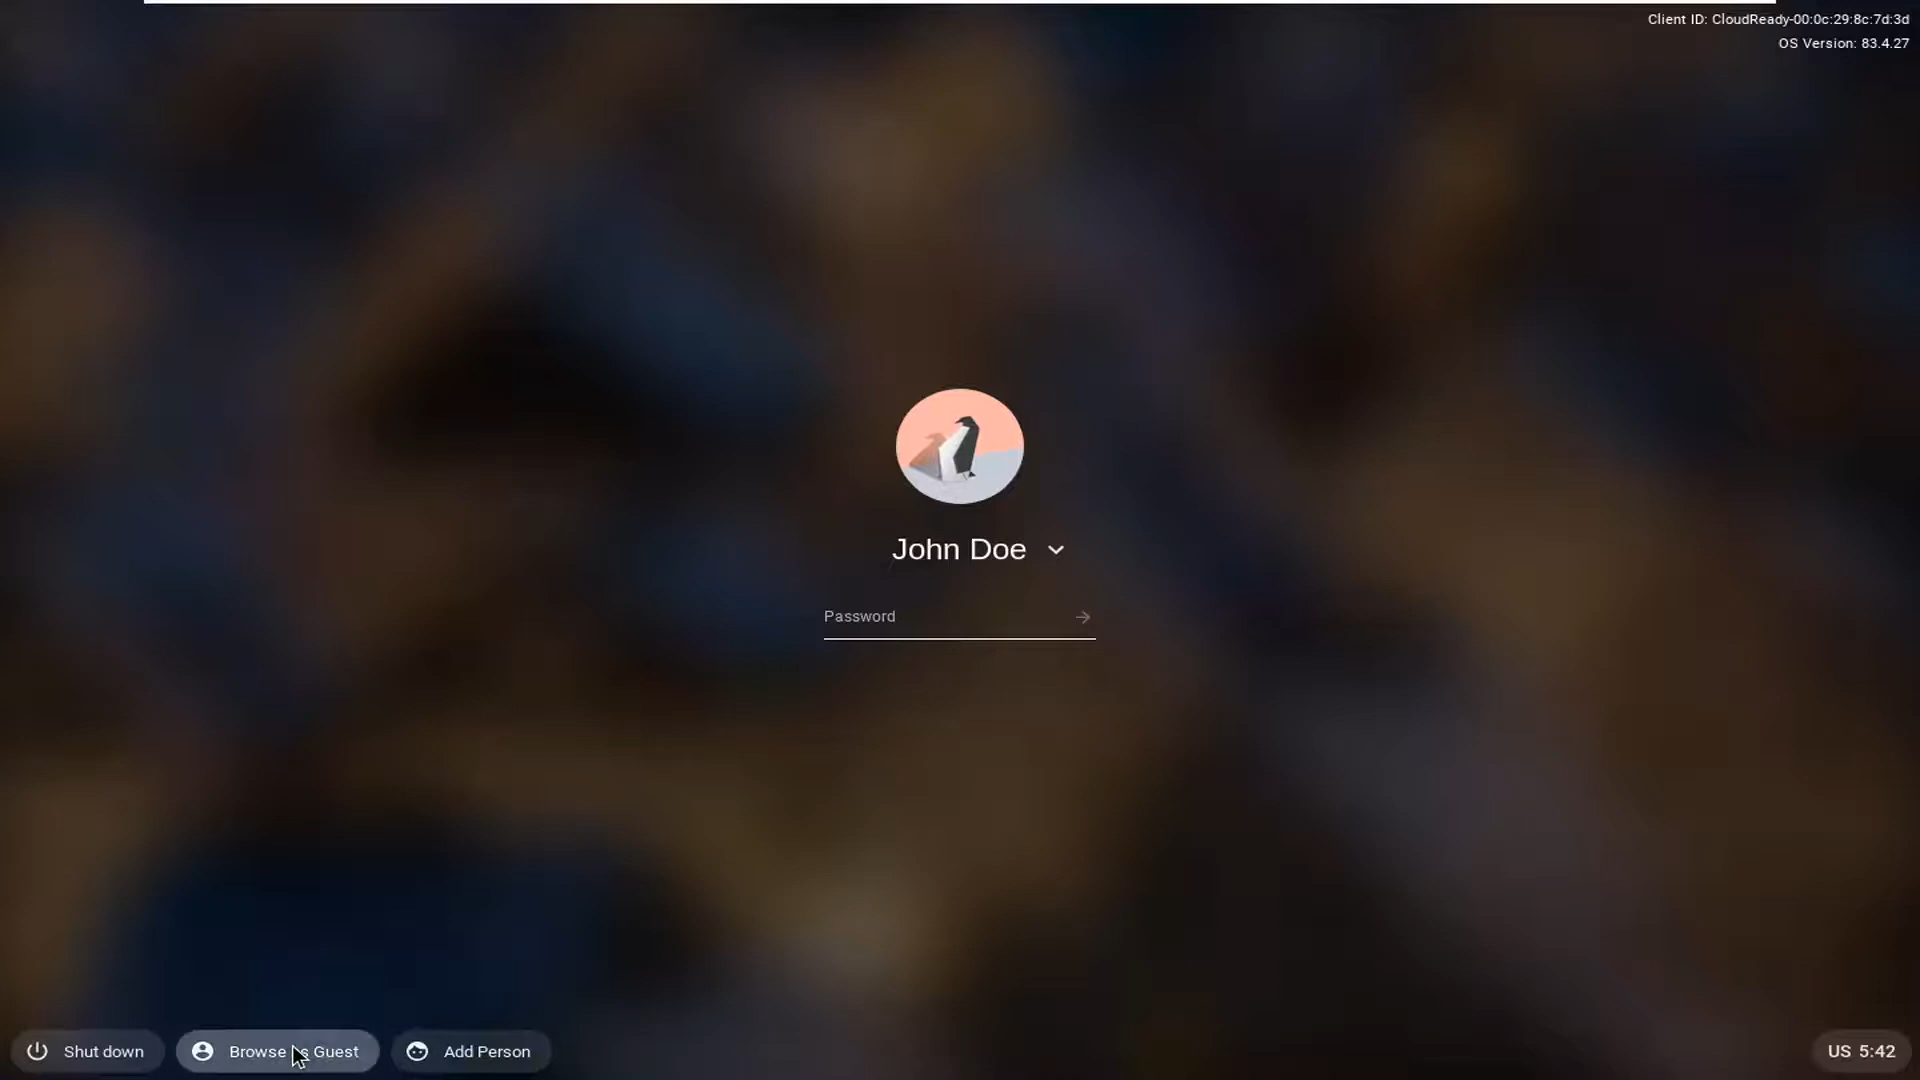 Client ID: CloudReady-00:0c:29:8c:7d:3d
OS Version: 83.4.27
John Doe
Password
Shut down
Browse as Guest
Add Person
US 5:42